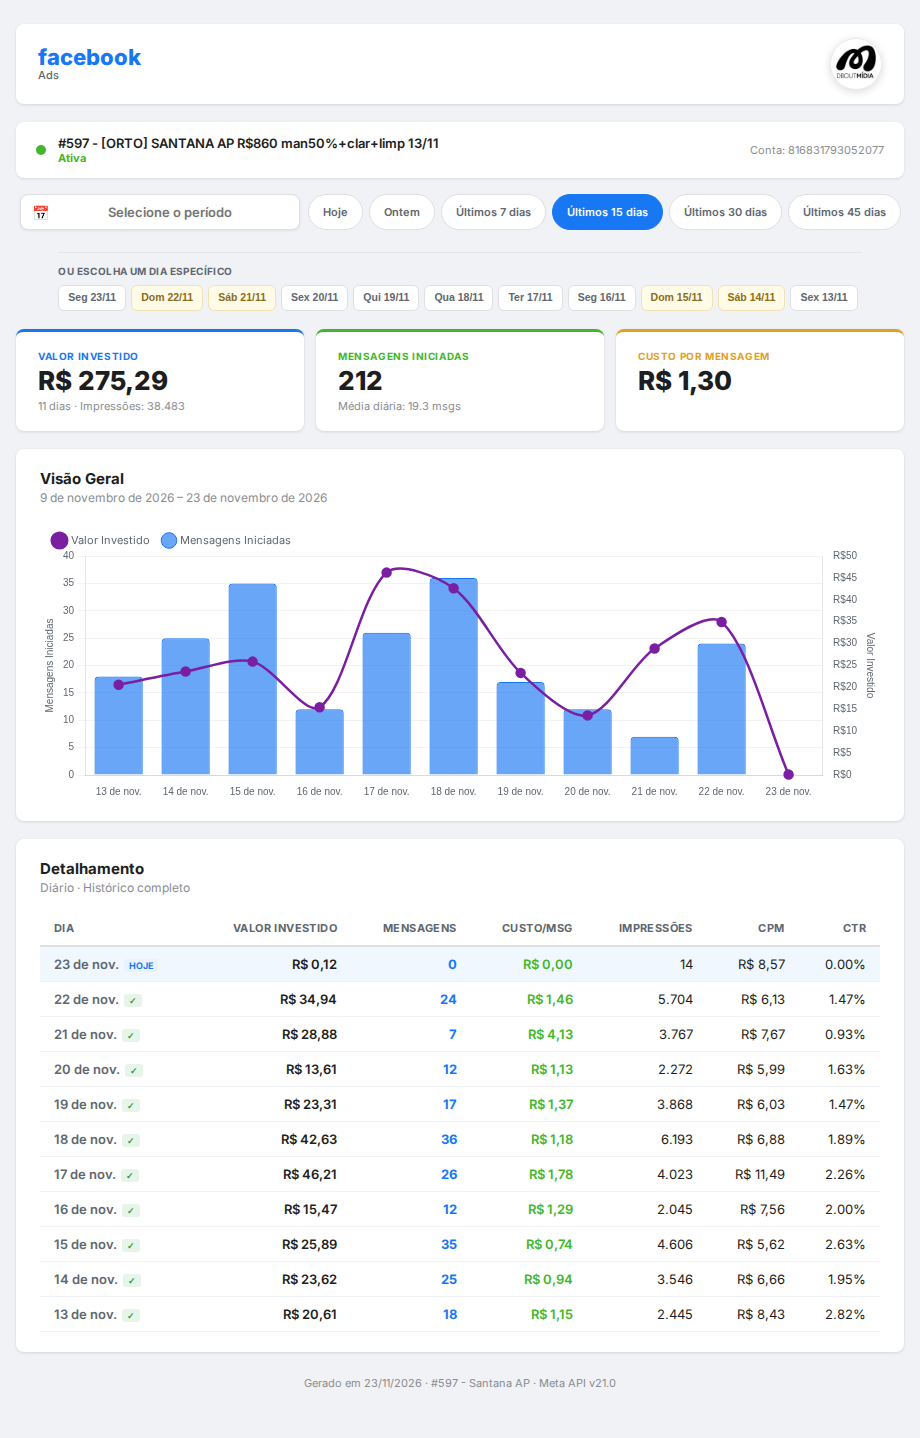 facebook
Ads
DBOUTMÍDIA
#597 - [ORTO] SANTANA AP R$860 man50%+clar+limp 13/11
Ativa
Conta: 816831793052077
Selecione o período
Hoje
Ontem
Últimos 7 dias
Últimos 15 dias
Últimos 30 dias
Últimos 45 dias
OU ESCOLHA UM DIA ESPECÍFICO
Seg 23/11
Dom 22/11
Sáb 21/11
Sex 20/11
Qui 19/11
Qua 18/11
Ter 17/11
Seg 16/11
Dom 15/11
Sáb 14/11
Sex 13/11
VALOR INVESTIDO
R$ 275,29
11 dias · Impressões: 38.483
MENSAGENS INICIADAS
212
Média diária: 19.3 msgs
CUSTO POR MENSAGEM
R$ 1,30
Visão Geral
9 de novembro de 2026 – 23 de novembro de 2026
Valor Investido
Mensagens Iniciadas
Mensagens Iniciadas
40
35
30
25
20
15
10
5
0
R$50
R$45
R$40
R$35
R$30
R$25
R$20
R$15
R$10
R$5
R$0
Valor Investido
13 de nov.
14 de nov.
15 de nov.
16 de nov.
17 de nov.
18 de nov.
19 de nov.
20 de nov.
21 de nov.
22 de nov.
23 de nov.
Detalhamento
Diário · Histórico completo
DIA VALOR INVESTIDO MENSAGENS CUSTO/MSG IMPRESSÕES CPM CTR
23 de nov. HOJE R$ 0,12 0 R$ 0,00 14 R$ 8,57 0.00%
22 de nov. ✓ R$ 34,94 24 R$ 1,46 5.704 R$ 6,13 1.47%
21 de nov. ✓ R$ 28,88 7 R$ 4,13 3.767 R$ 7,67 0.93%
20 de nov. ✓ R$ 13,61 12 R$ 1,13 2.272 R$ 5,99 1.63%
19 de nov. ✓ R$ 23,31 17 R$ 1,37 3.868 R$ 6,03 1.47%
18 de nov. ✓ R$ 42,63 36 R$ 1,18 6.193 R$ 6,88 1.89%
17 de nov. ✓ R$ 46,21 26 R$ 1,78 4.023 R$ 11,49 2.26%
16 de nov. ✓ R$ 15,47 12 R$ 1,29 2.045 R$ 7,56 2.00%
15 de nov. ✓ R$ 25,89 35 R$ 0,74 4.606 R$ 5,62 2.63%
14 de nov. ✓ R$ 23,62 25 R$ 0,94 3.546 R$ 6,66 1.95%
13 de nov. ✓ R$ 20,61 18 R$ 1,15 2.445 R$ 8,43 2.82%
Gerado em 23/11/2026 · #597 - Santana AP · Meta API v21.0